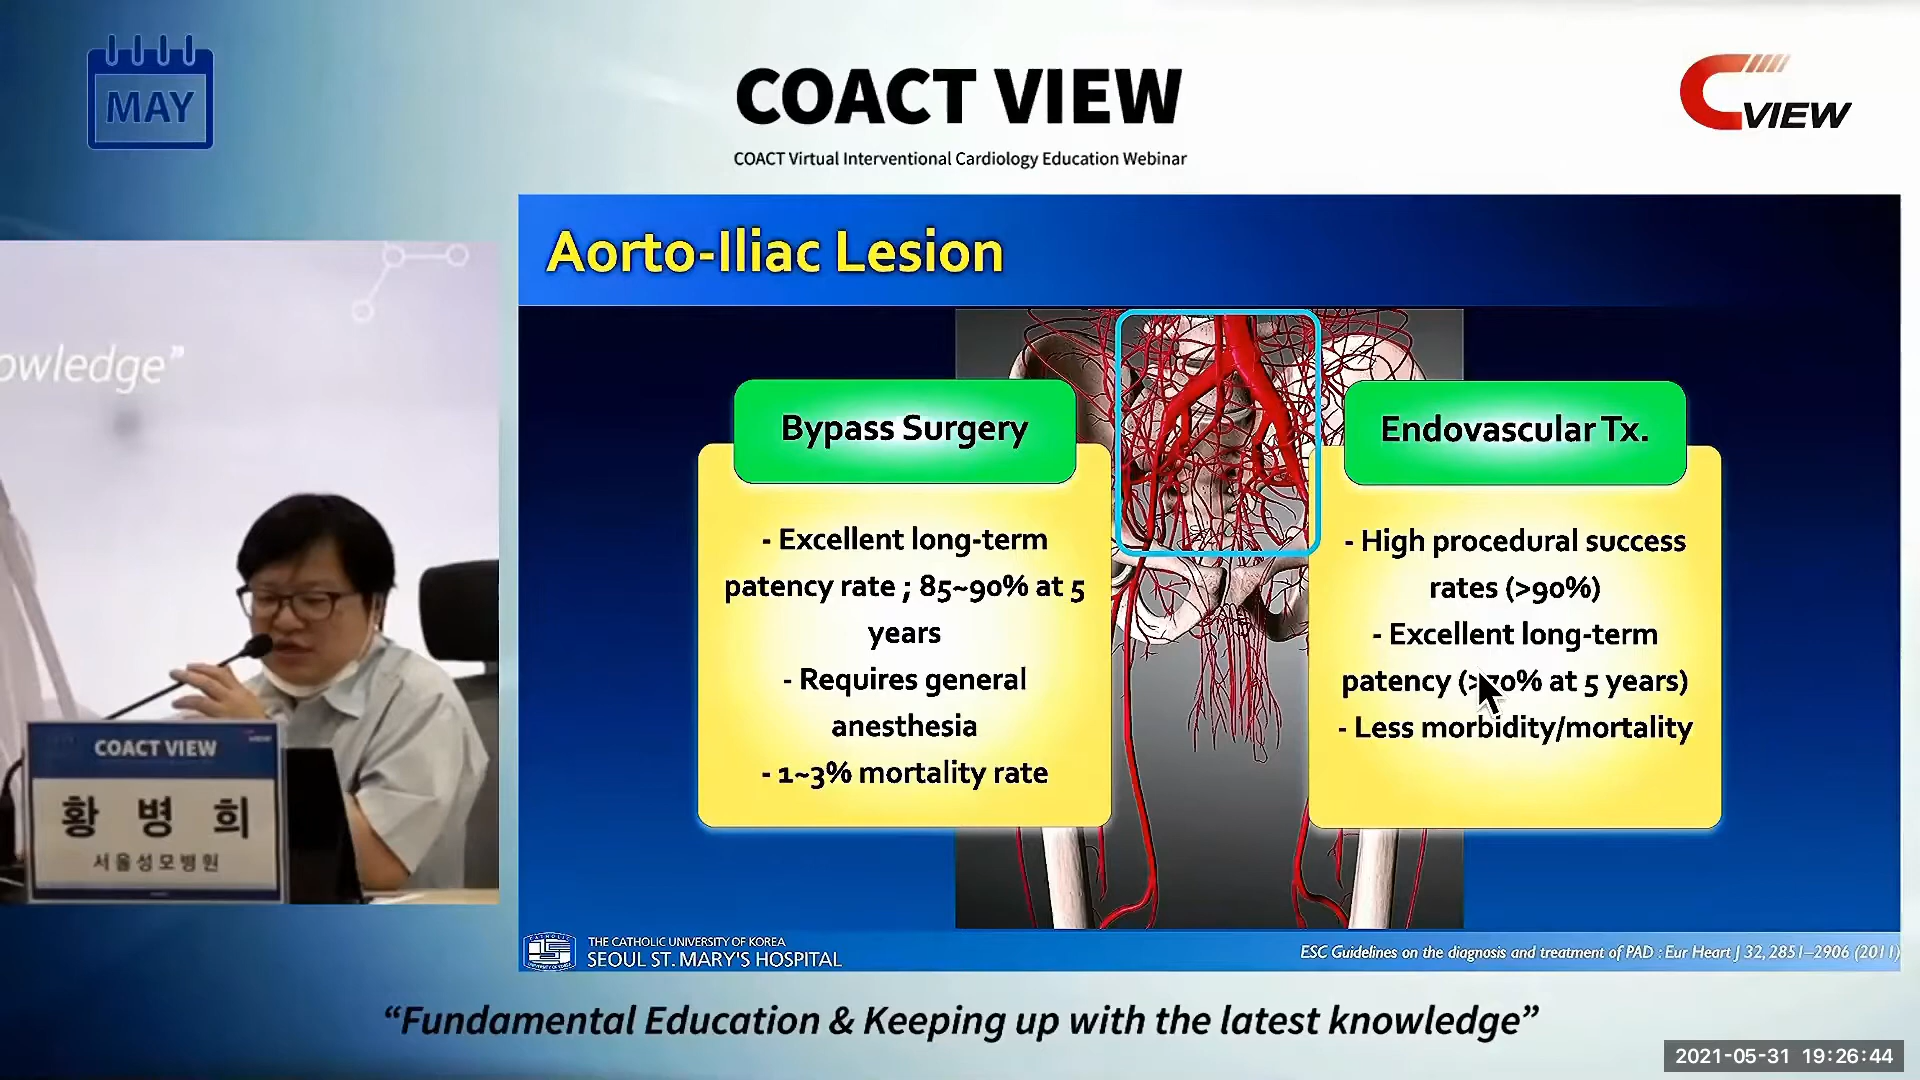 MAY
COACT VIEW
COACT Virtual Interventional Cardiology Education Webinar
C VIEW
Aorto-Iliac Lesion
owledge”
Bypass Surgery
- Excellent long-term
patency rate ; 85~90% at 5
years
- Requires general
anesthesia
- 1~3% mortality rate
Endovascular Tx.
- High procedural success
rates (>90%)
- Excellent long-term
patency (>70% at 5 years)
- Less morbidity/mortality
COACT VIEW
황 병 희
서울성모병원
THE CATHOLIC UNIVERSITY OF KOREA
SEOUL ST. MARY'S HOSPITAL
ESC Guidelines on the diagnosis and treatment of PAD : Eur Heart J 32, 2851–2906 (2011)
“Fundamental Education & Keeping up with the latest knowledge”
2021-05-31 19:26:44